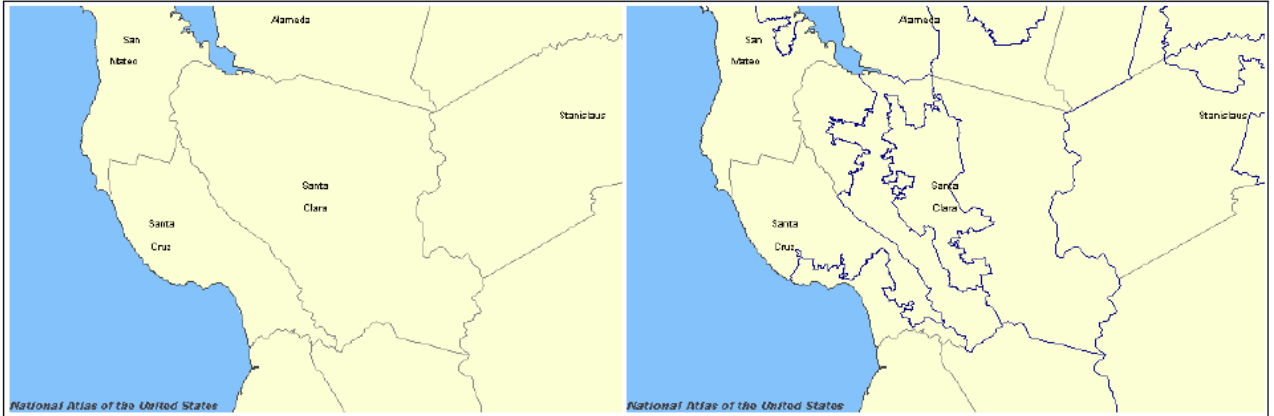 Alameda
San
Mateo
Stanislaus
Santa
Clara
Santa
Cruz
National Atlas of the United States
Alameda
San
Mateo
Stanislaus
Santa
Clara
Santa
Cruz
National Atlas of the United States